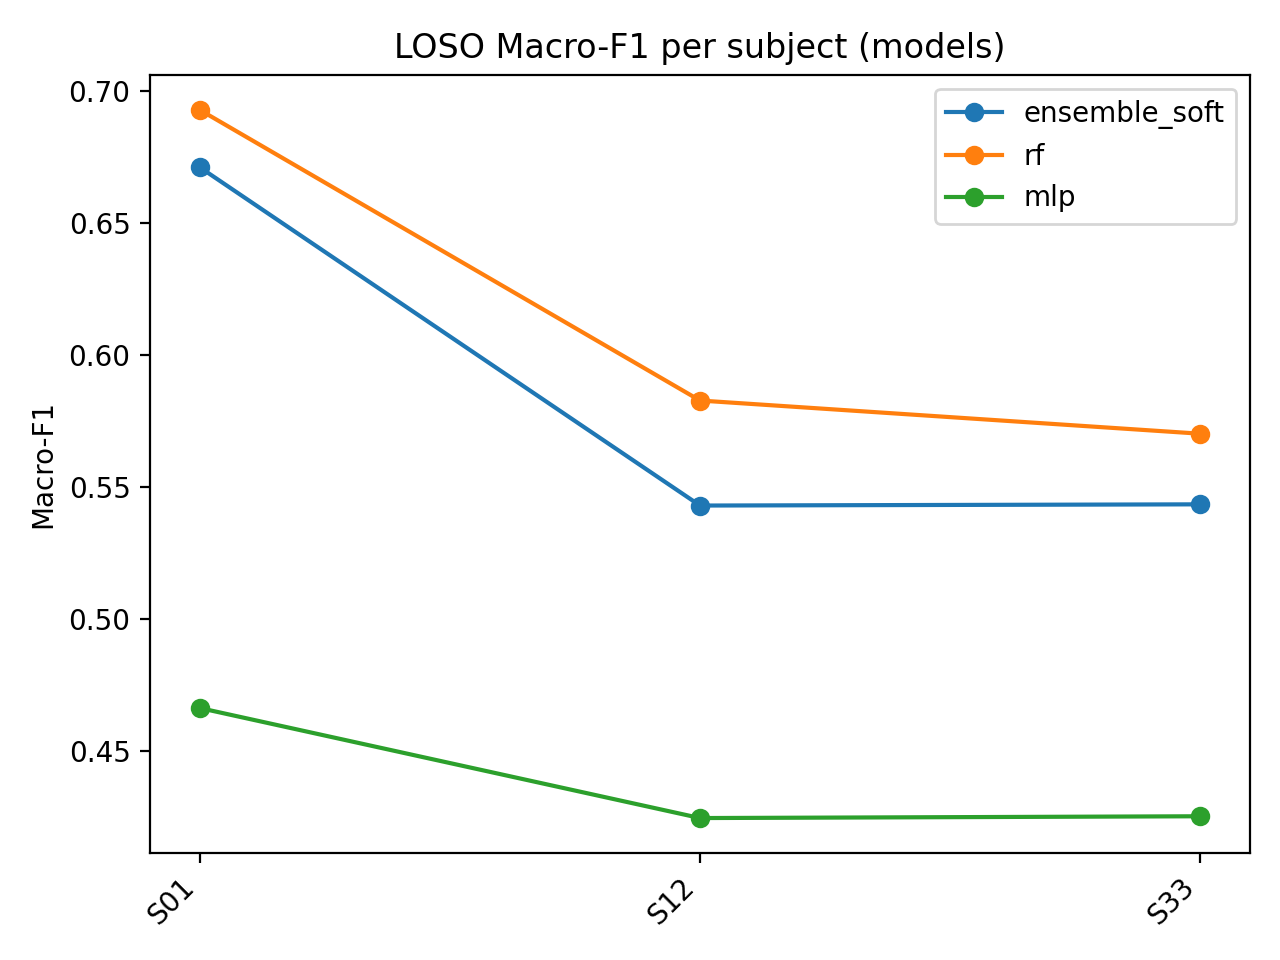 LOSO Macro-F1 per subject (models)
ensemble_soft
rf
mlp
Macro-F1
0.70
0.65
0.60
0.55
0.50
0.45
S01
S12
S33